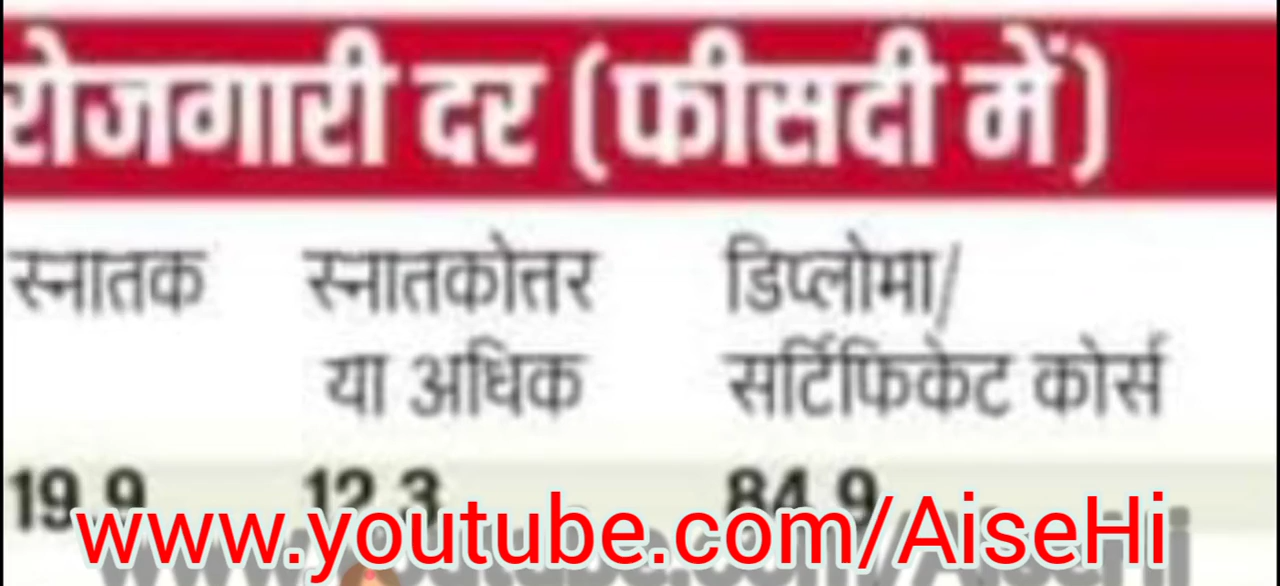 रोजगारी दर (फीसदी में)
स्नातक स्नातकोत्तर डिप्लोमा/
या अधिक सर्टिफिकेट कोर्स
19.9 12.3 84.9
www.youtube.com/AiseHi